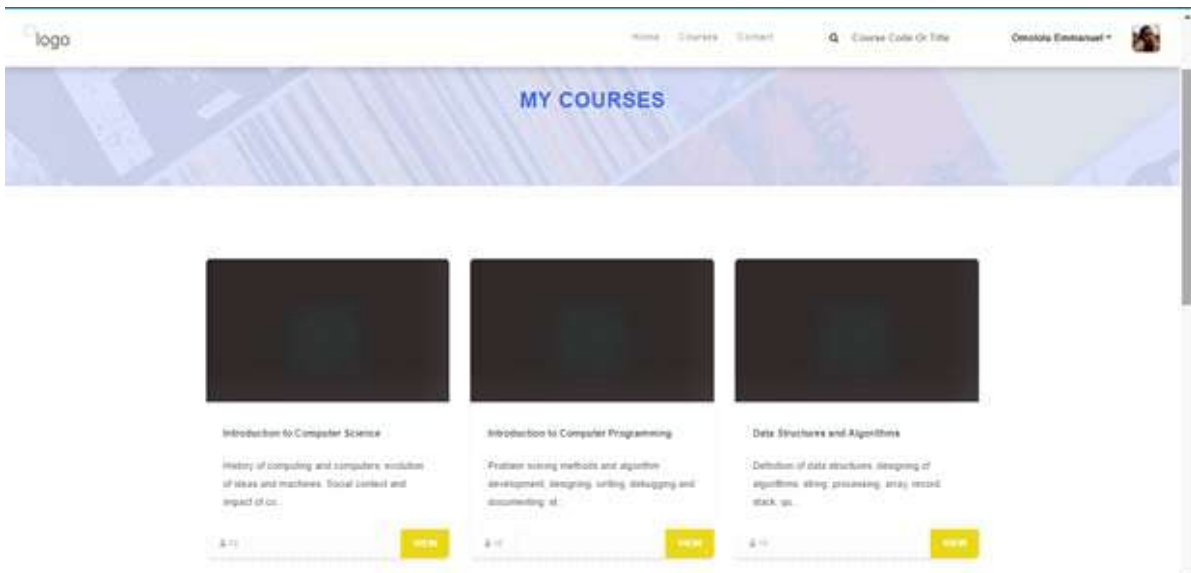 logo
Home Courses Contact
Course Code Or Title
Omolola Emmanuel
MY COURSES
Introduction to Computer Science
History of computing and computers; evolution
of ideas and machines. Social context and
impact of co...
VIEW
Introduction to Computer Programming
Problem solving methods and algorithm
development, designing, writing, debugging and
documenting. st...
VIEW
Data Structures and Algorithms
Definition of data structures, designing of
algorithms, string, processing, array, record,
stack, qu...
VIEW